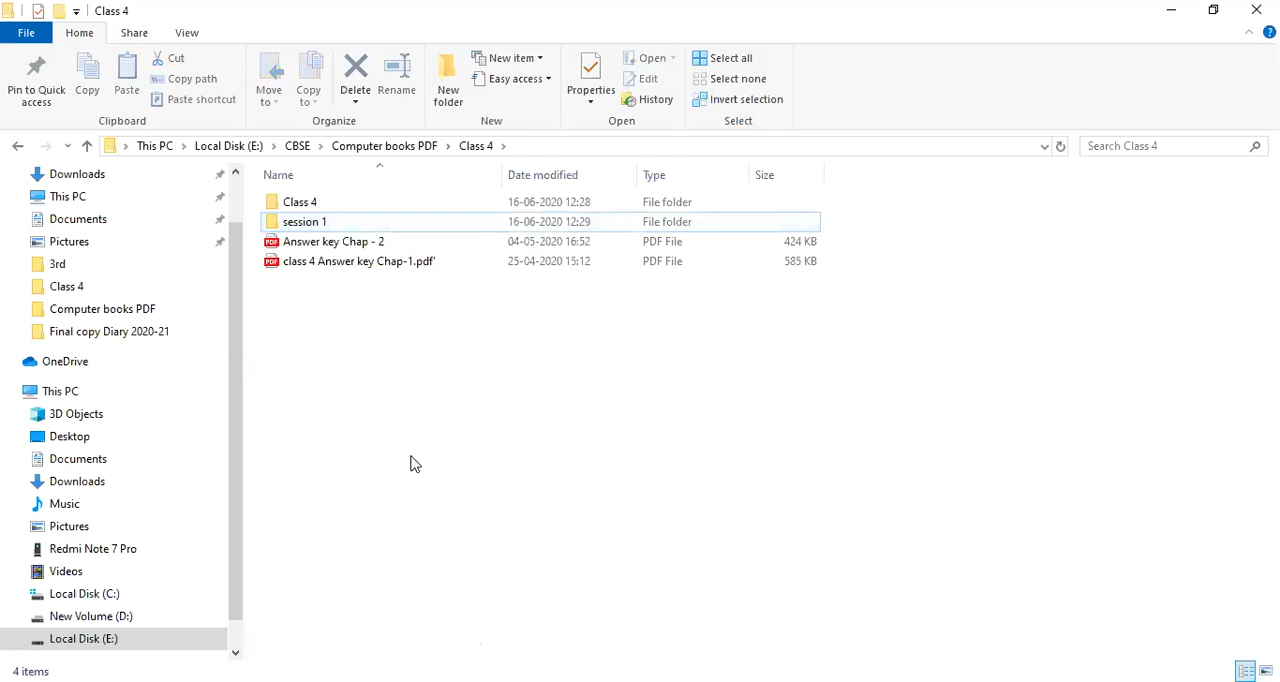 Class 4
File Home Share View
Pin to Quick access
Copy
Paste
Cut
Copy path
Paste shortcut
Clipboard
Move to
Copy to
Delete
Rename
Organize
New folder
New item
Easy access
New
Properties
Open
Edit
History
Open
Select all
Select none
Invert selection
Select
This PC > Local Disk (E:) > CBSE > Computer books PDF > Class 4 >
Search Class 4
Downloads
This PC
Documents
Pictures
3rd
Class 4
Computer books PDF
Final copy Diary 2020-21
OneDrive
This PC
3D Objects
Desktop
Documents
Downloads
Music
Pictures
Redmi Note 7 Pro
Videos
Local Disk (C:)
New Volume (D:)
Local Disk (E:)
Name Date modified Type Size
Class 4 16-06-2020 12:28 File folder
session 1 16-06-2020 12:29 File folder
PDF Answer key Chap - 2 04-05-2020 16:52 PDF File 424 KB
PDF class 4 Answer key Chap-1.pdf' 25-04-2020 15:12 PDF File 585 KB
4 items